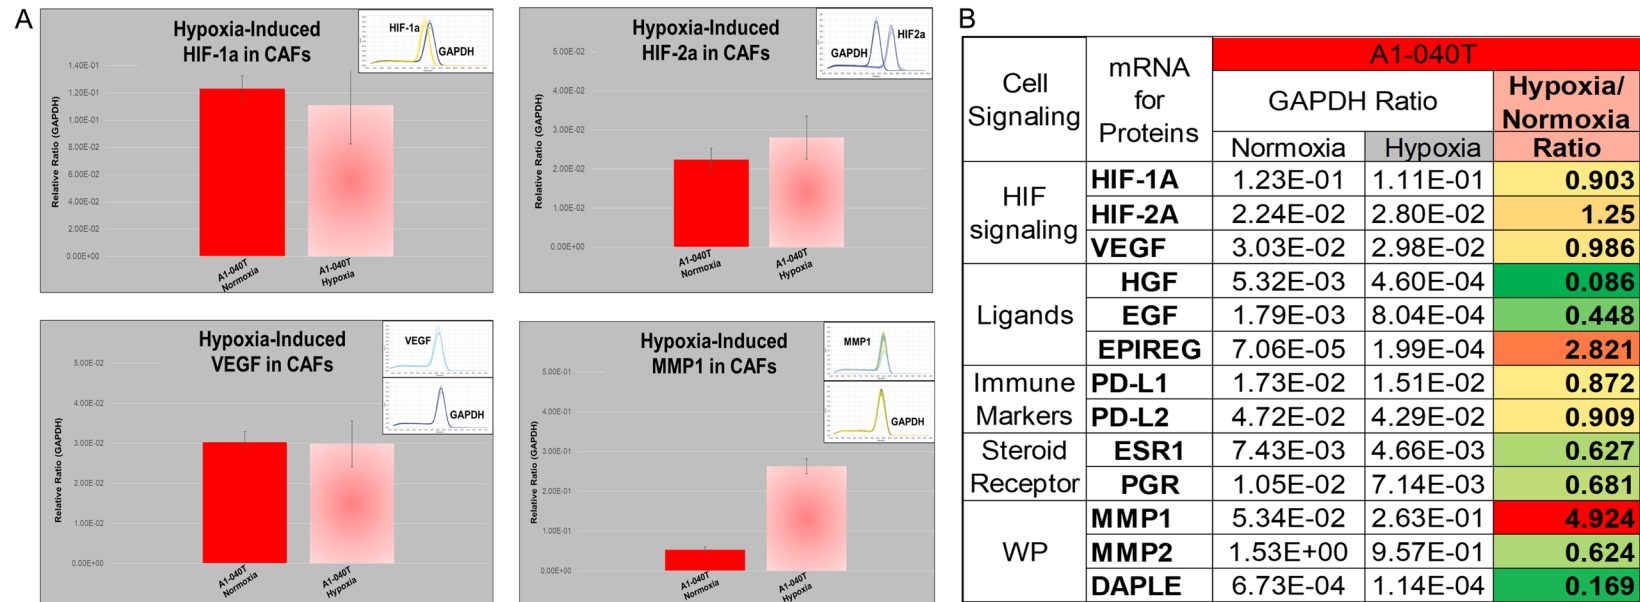 A
Hypoxia-Induced
HIF-1a in CAFs
HIF-1a
GAPDH
Relative Ratio (GAPDH)
1.40E-01
1.20E-01
1.00E-01
8.00E-02
6.00E-02
4.00E-02
2.00E-02
0.00E+00
A1-040T
Normoxia
A1-040T
Hypoxia
Hypoxia-Induced
HIF-2a in CAFs
GAPDH
HIF2a
Relative Ratio (GAPDH)
5.00E-02
4.00E-02
3.00E-02
2.00E-02
1.00E-02
0.00E+00
A1-040T
Normoxia
A1-040T
Hypoxia
Hypoxia-Induced
VEGF in CAFs
VEGF
GAPDH
Relative Ratio (GAPDH)
5.00E-02
4.00E-02
3.00E-02
2.00E-02
1.00E-02
0.00E+00
A1-040T
Normoxia
A1-040T
Hypoxia
Hypoxia-Induced
MMP1 in CAFs
MMP1
GAPDH
Relative Ratio (GAPDH)
5.00E-01
4.00E-01
3.00E-01
2.00E-01
1.00E-01
0.00E+00
A1-040T
Normoxia
A1-040T
Hypoxia
B
Cell
Signaling
mRNA
for
Proteins
A1-040T
GAPDH Ratio
Hypoxia/
Normoxia
Normoxia Hypoxia Ratio
HIF
signaling
HIF-1A 1.23E-01 1.11E-01 0.903
HIF-2A 2.24E-02 2.80E-02 1.25
VEGF 3.03E-02 2.98E-02 0.986
Ligands
HGF 5.32E-03 4.60E-04 0.086
EGF 1.79E-03 8.04E-04 0.448
EPIREG 7.06E-05 1.99E-04 2.821
Immune
Markers
PD-L1 1.73E-02 1.51E-02 0.872
PD-L2 4.72E-02 4.29E-02 0.909
Steroid
Receptor
ESR1 7.43E-03 4.66E-03 0.627
PGR 1.05E-02 7.14E-03 0.681
WP
MMP1 5.34E-02 2.63E-01 4.924
MMP2 1.53E+00 9.57E-01 0.624
DAPLE 6.73E-04 1.14E-04 0.169